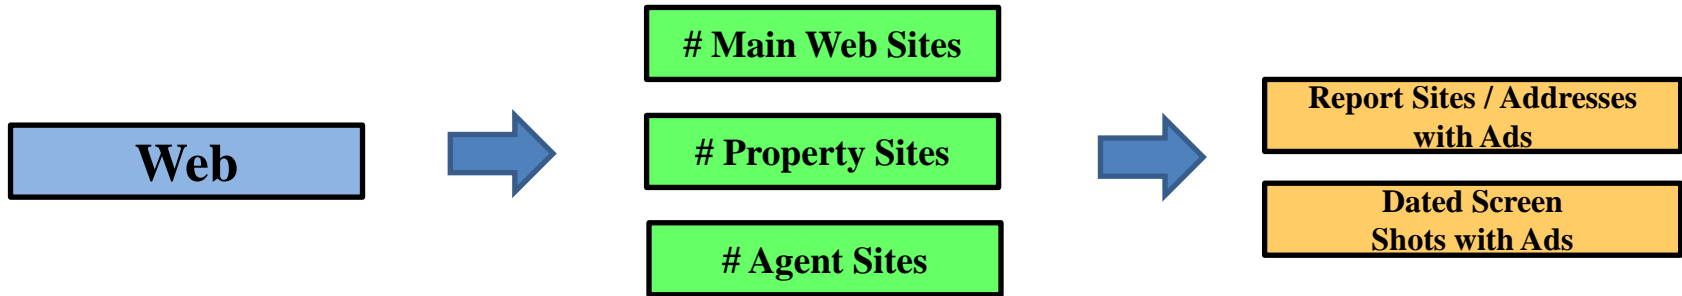 Web
# Main Web Sites
# Property Sites
# Agent Sites
Report Sites / Addresses
with Ads
Dated Screen
Shots with Ads